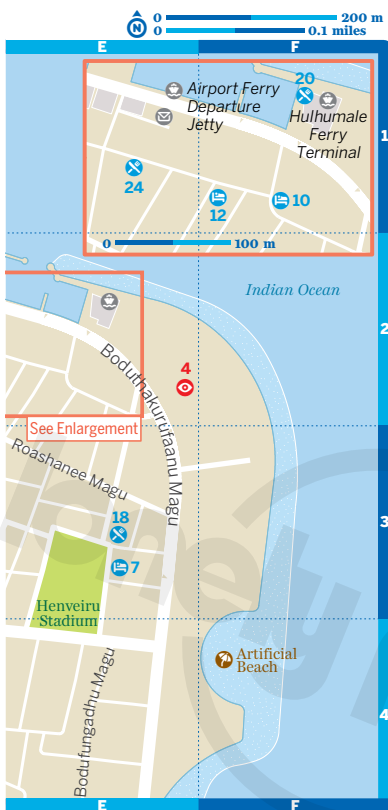 N
0 200 m
0 0.1 miles
E F
20
Airport Ferry
Departure
Jetty
Hulhumale
Ferry
Terminal
1
24
12
10
0 100 m
Indian Ocean
2
4
Boduthakurufaanu Magu
See Enlargement
Roashanee Magu
18
3
7
Henveiru
Stadium
Artificial
Beach
Bodufungadhu Magu
4
E F
lonely